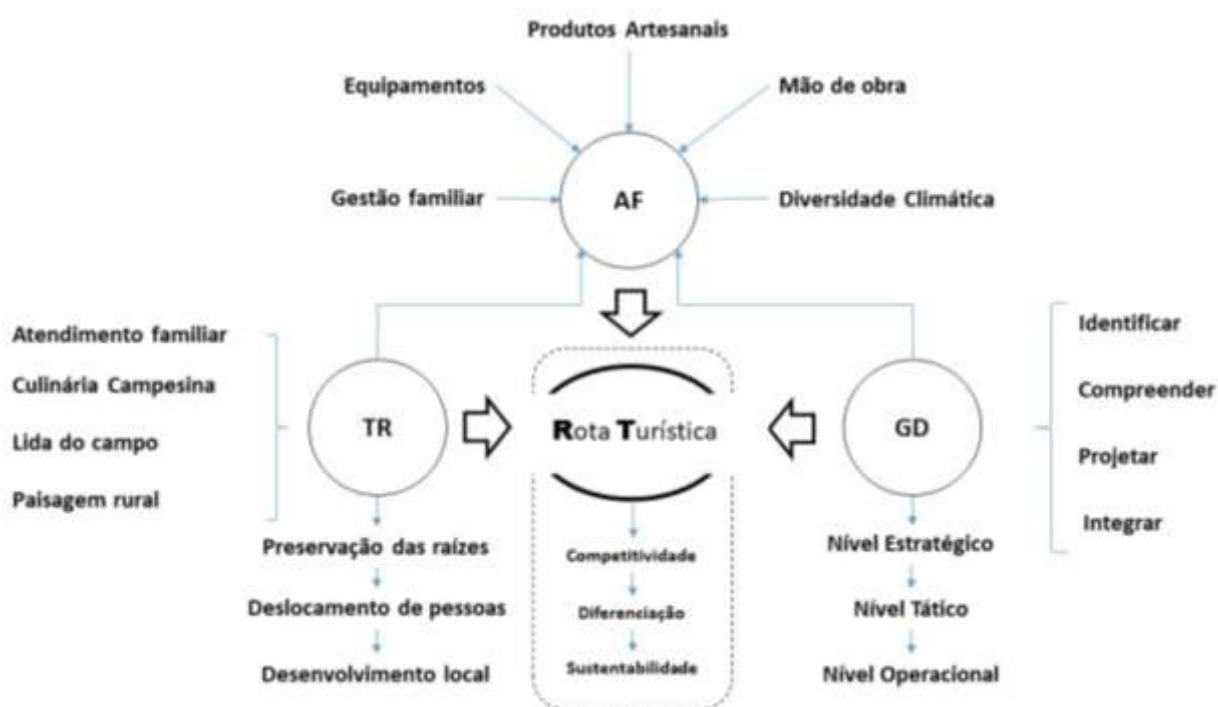 Produtos Artesanais
Equipamentos
Mão de obra
Gestão familiar
AF
Diversidade Climática
Atendimento familiar
Culinária Campesina
Lida do campo
Paisagem rural
TR
Rota Turística
GD
Identificar
Compreender
Projetar
Integrar
Preservação das raízes
Deslocamento de pessoas
Desenvolvimento local
Competitividade
Diferenciação
Sustentabilidade
Nível Estratégico
Nível Tático
Nível Operacional